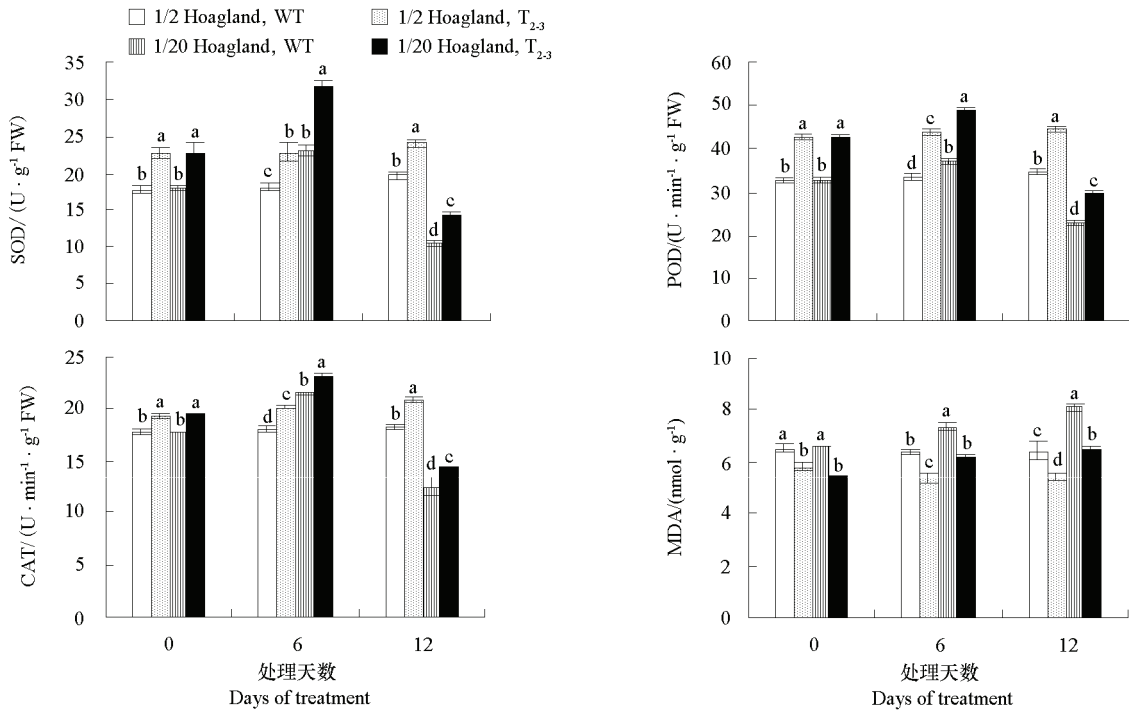 1/2 Hoagland, WT
1/2 Hoagland, T2-3
1/20 Hoagland, WT
1/20 Hoagland, T2-3
SOD/ (U · g-1 FW)
35
30
25
20
15
10
5
0
b a b a
c b b a
b a d c
POD/(U · min-1 · g-1 FW)
60
50
40
30
20
10
0
b a b a
d c b a
b a d c
CAT/ (U · min-1 · g-1 FW)
25
20
15
10
5
0
b a b a
d c b a
b a d c
0 6 12
处理天数
Days of treatment
MDA/(nmol · g-1)
10
8
6
4
2
0
a b a b
b c a b
c d a b
0 6 12
处理天数
Days of treatment